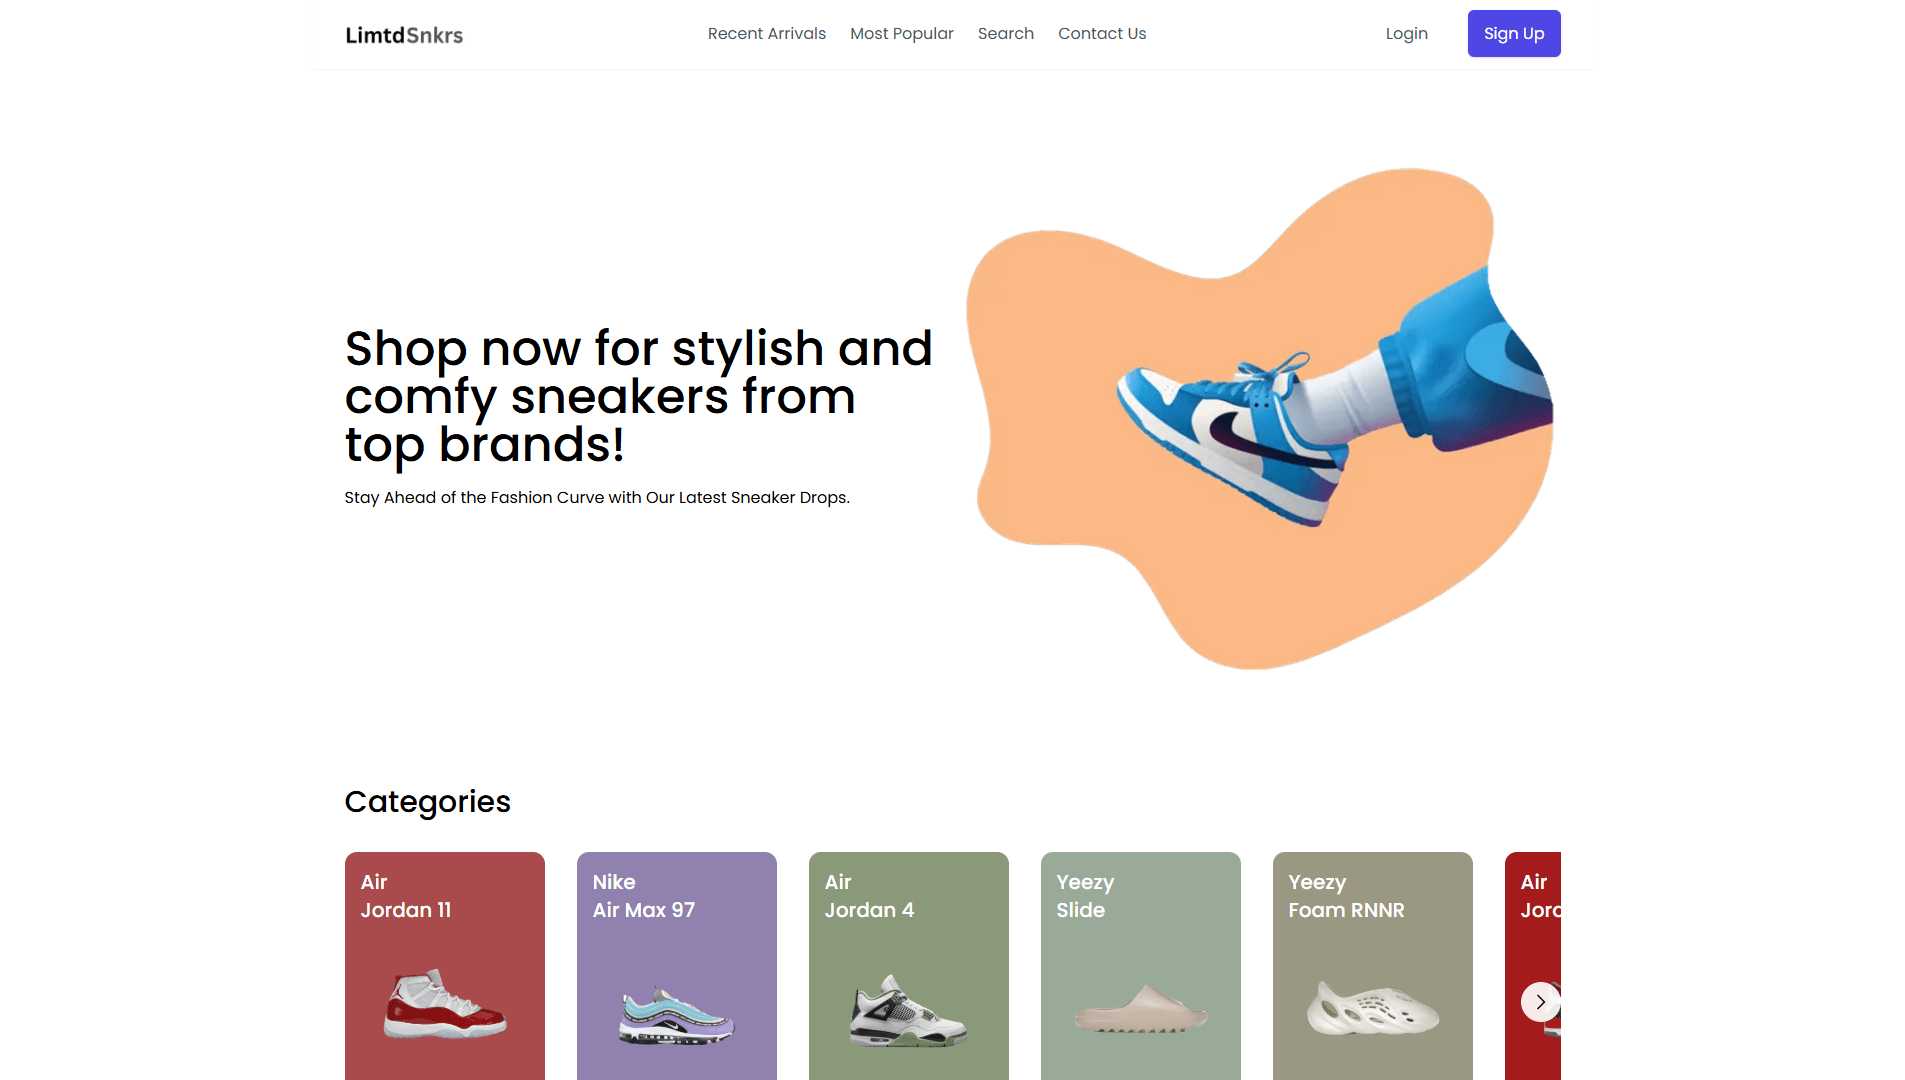 LimtdSnkrs
Recent Arrivals
Most Popular
Search
Contact Us
Login
Sign Up
Shop now for stylish and
comfy sneakers from
top brands!
Stay Ahead of the Fashion Curve with Our Latest Sneaker Drops.
Categories
Air
Jordan 11
Nike
Air Max 97
Air
Jordan 4
Yeezy
Slide
Yeezy
Foam RNNR
Air